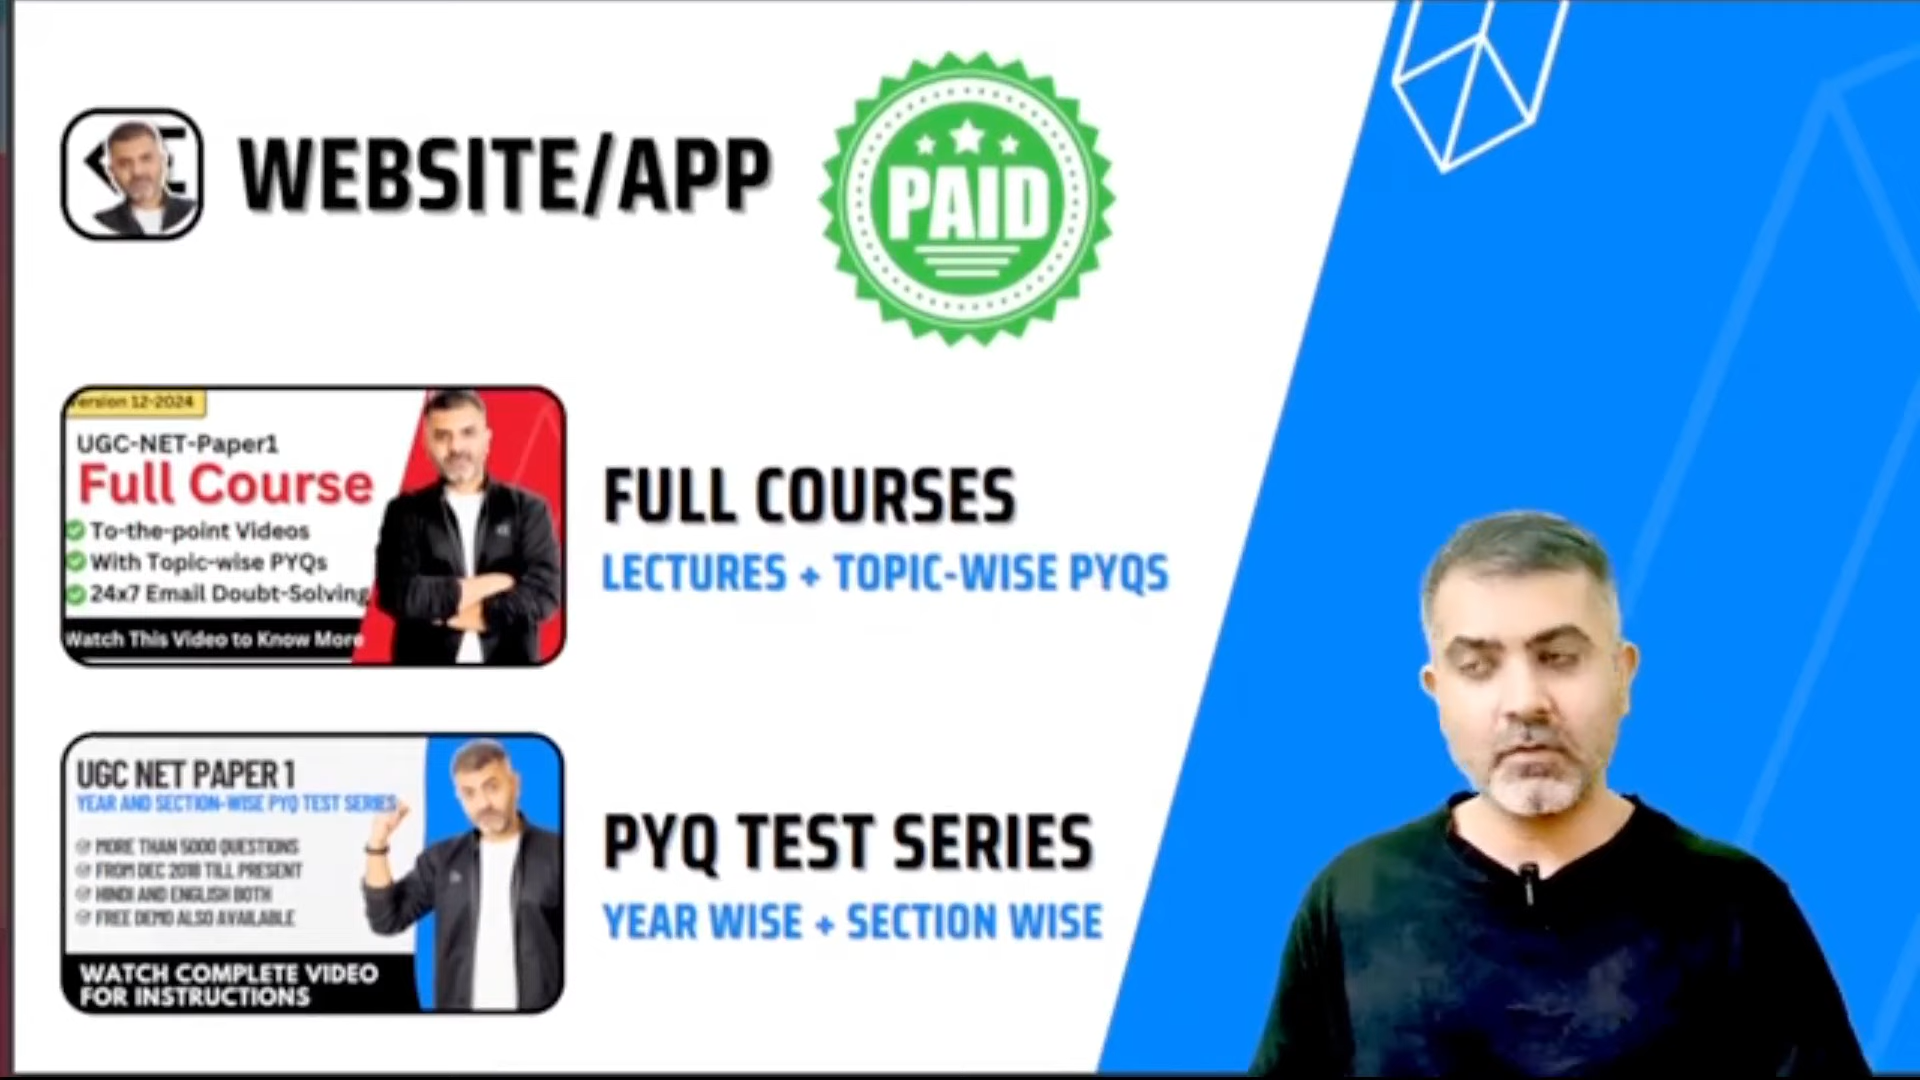 WEBSITE/APP
PAID
Version 12-2024
UGC-NET-Paper1
Full Course
To-the-point Videos
With Topic-wise PYQs
24x7 Email Doubt-Solving
Watch This Video to Know More
FULL COURSES
LECTURES + TOPIC-WISE PYQS
UGC NET PAPER 1
YEAR AND SECTION-WISE PYQ TEST SERIES
MORE THAN 5000 QUESTIONS
FROM DEC 2018 TILL PRESENT
HINDI AND ENGLISH BOTH
FREE DEMO ALSO AVAILABLE
WATCH COMPLETE VIDEO
FOR INSTRUCTIONS
PYQ TEST SERIES
YEAR WISE + SECTION WISE